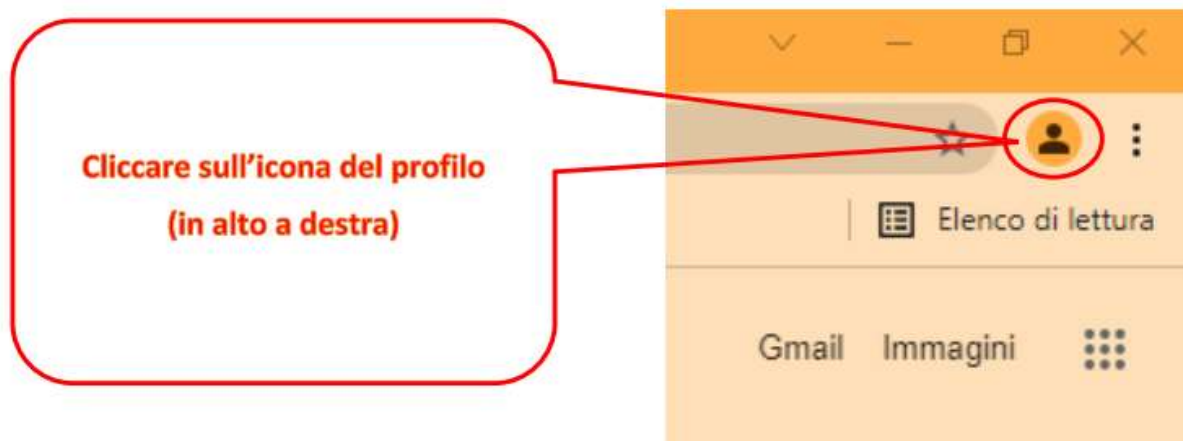 Cliccare sull'icona del profilo
(in alto a destra)
Elenco di lettura
Gmail Immagini